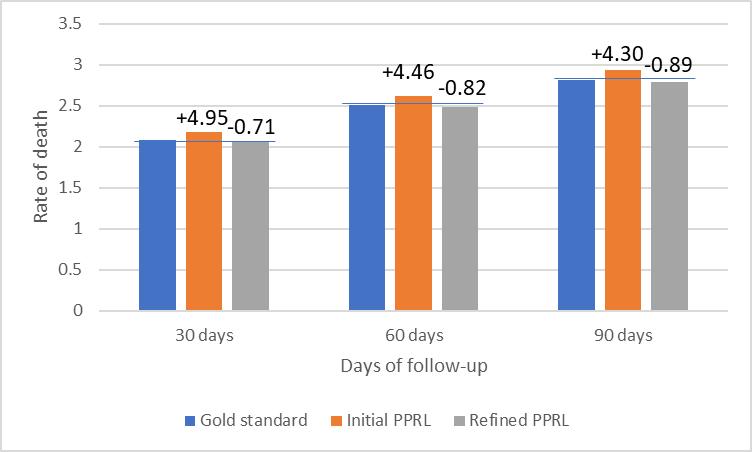 3.5
3
2.5
2
1.5
1
0.5
0
Rate of death
+4.95
-0.71
+4.46
-0.82
+4.30
-0.89
30 days
60 days
90 days
Days of follow-up
Gold standard
Initial PPRL
Refined PPRL